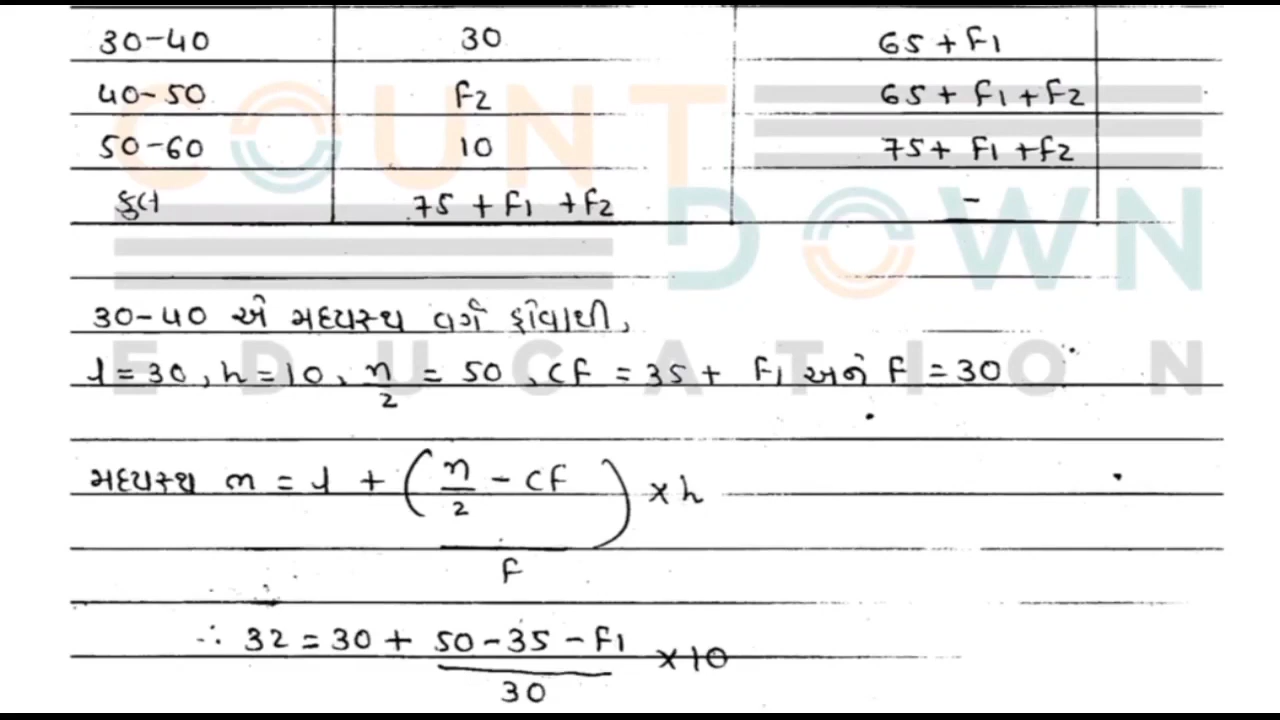 30-40 30 65 + F1
40-50 F2 65 + F1 + F2
50-60 10 75 + F1 + F2
કુલ 75 + F1 + F2 -
30-40 એ મધ્યસ્થ વર્ગ હોવાથી,
l = 30, h = 10, n/2 = 50, CF = 35 + F1 અને F = 30
મધ્યસ્થ m = l + (n/2 - CF / F) × h
∴ 32 = 30 + 50 - 35 - F1 / 30 × 10
COUNT
DOWN
EDUCATION